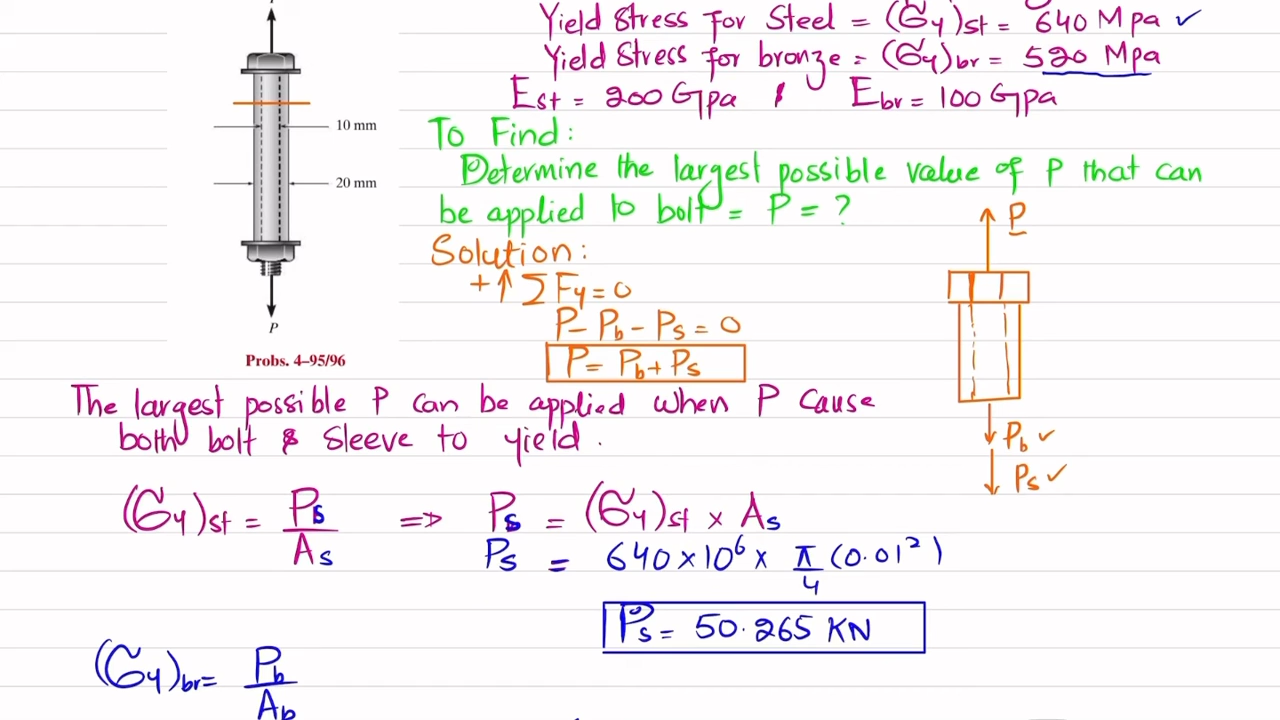 Yield Stress for Steel = (σy)st = 640 Mpa ✓
Yield Stress for bronze = (σy)br = 520 Mpa
Est = 200 Gpa & Ebr = 100 Gpa
10 mm
20 mm
P
Probs. 4–95/96
To Find:
Determine the largest possible value of P that can
be applied to bolt = P = ?
Solution:
+↑ ΣFy = 0
P - Pb - Ps = 0
P = Pb + Ps
P
Pb ✓
Ps ✓
The largest possible P can be applied when P cause
both bolt & sleeve to yield.
(σy)st = Ps / As => Ps = (σy)st × As
Ps = 640×10⁶ × π/4 (0.01²)
Ps = 50.265 KN
(σy)br = Pb / Ab